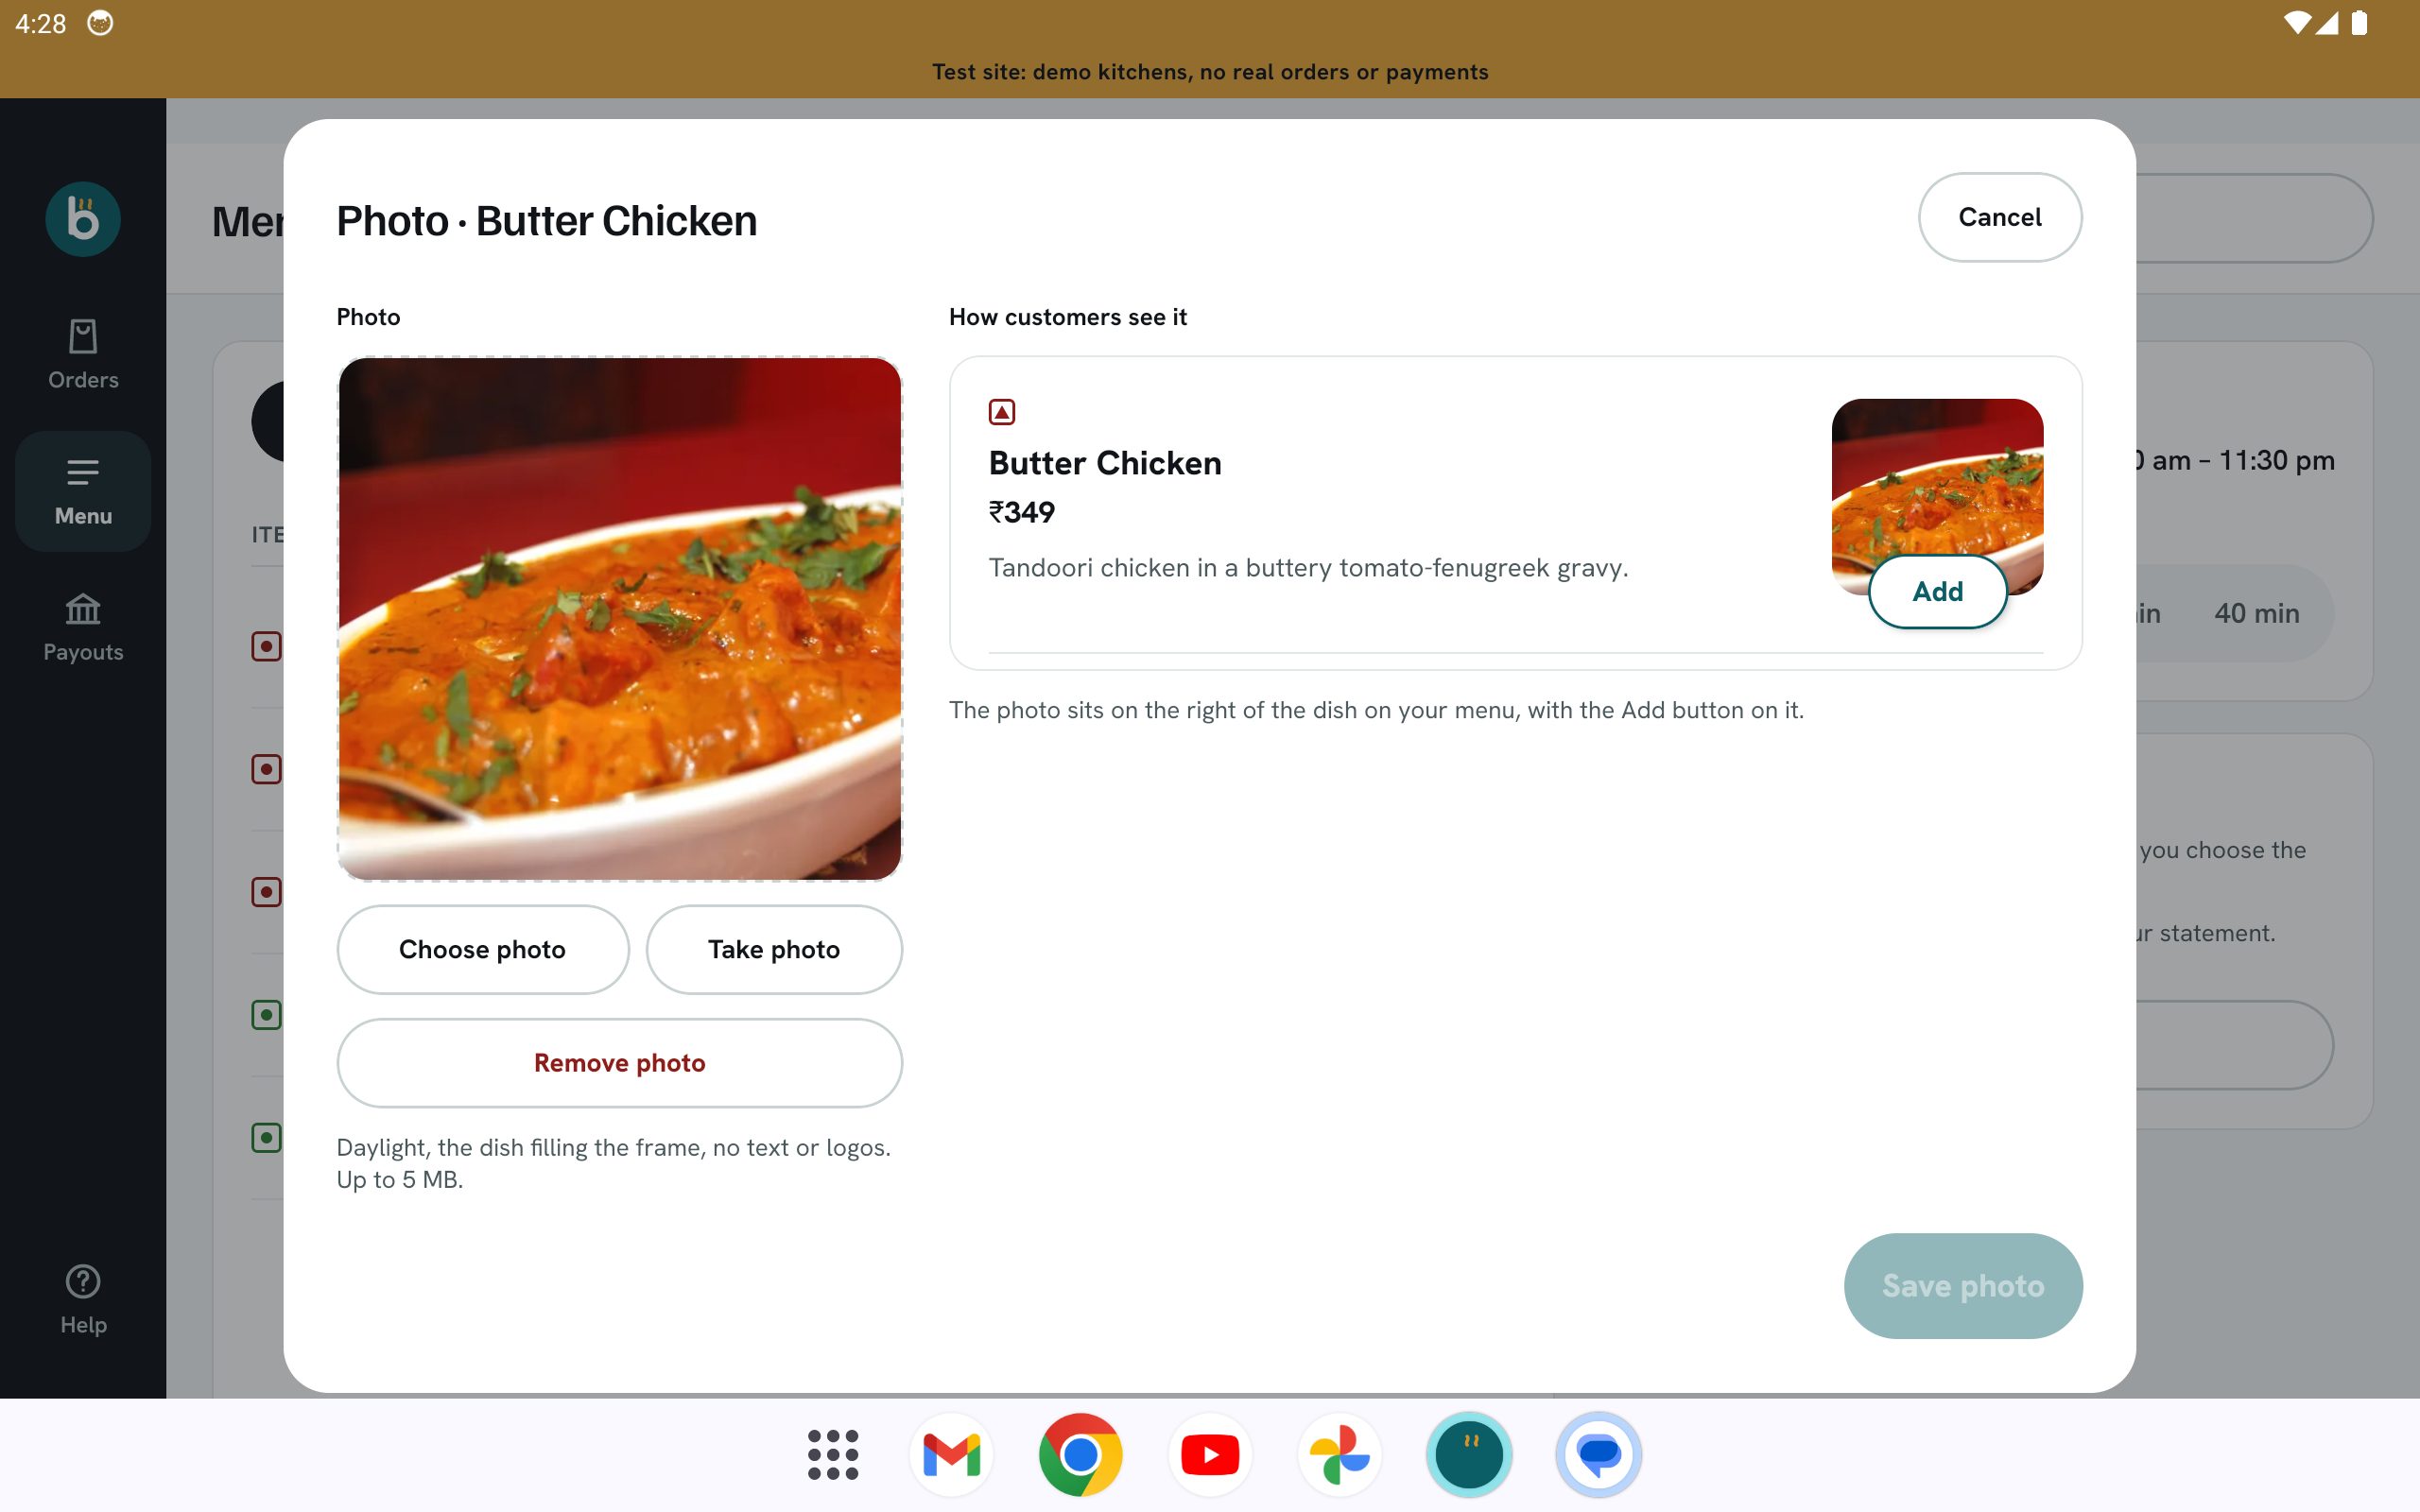 4:28
Test site: demo kitchens, no real orders or payments
b
Orders
Menu
Payouts
Help
Photo · Butter Chicken
Cancel
Photo
How customers see it
Butter Chicken
₹349
Tandoori chicken in a buttery tomato-fenugreek gravy.
Add
The photo sits on the right of the dish on your menu, with the Add button on it.
Choose photo
Take photo
Remove photo
Daylight, the dish filling the frame, no text or logos.
Up to 5 MB.
Save photo
am – 11:30 pm
40 min
you choose the
statement.